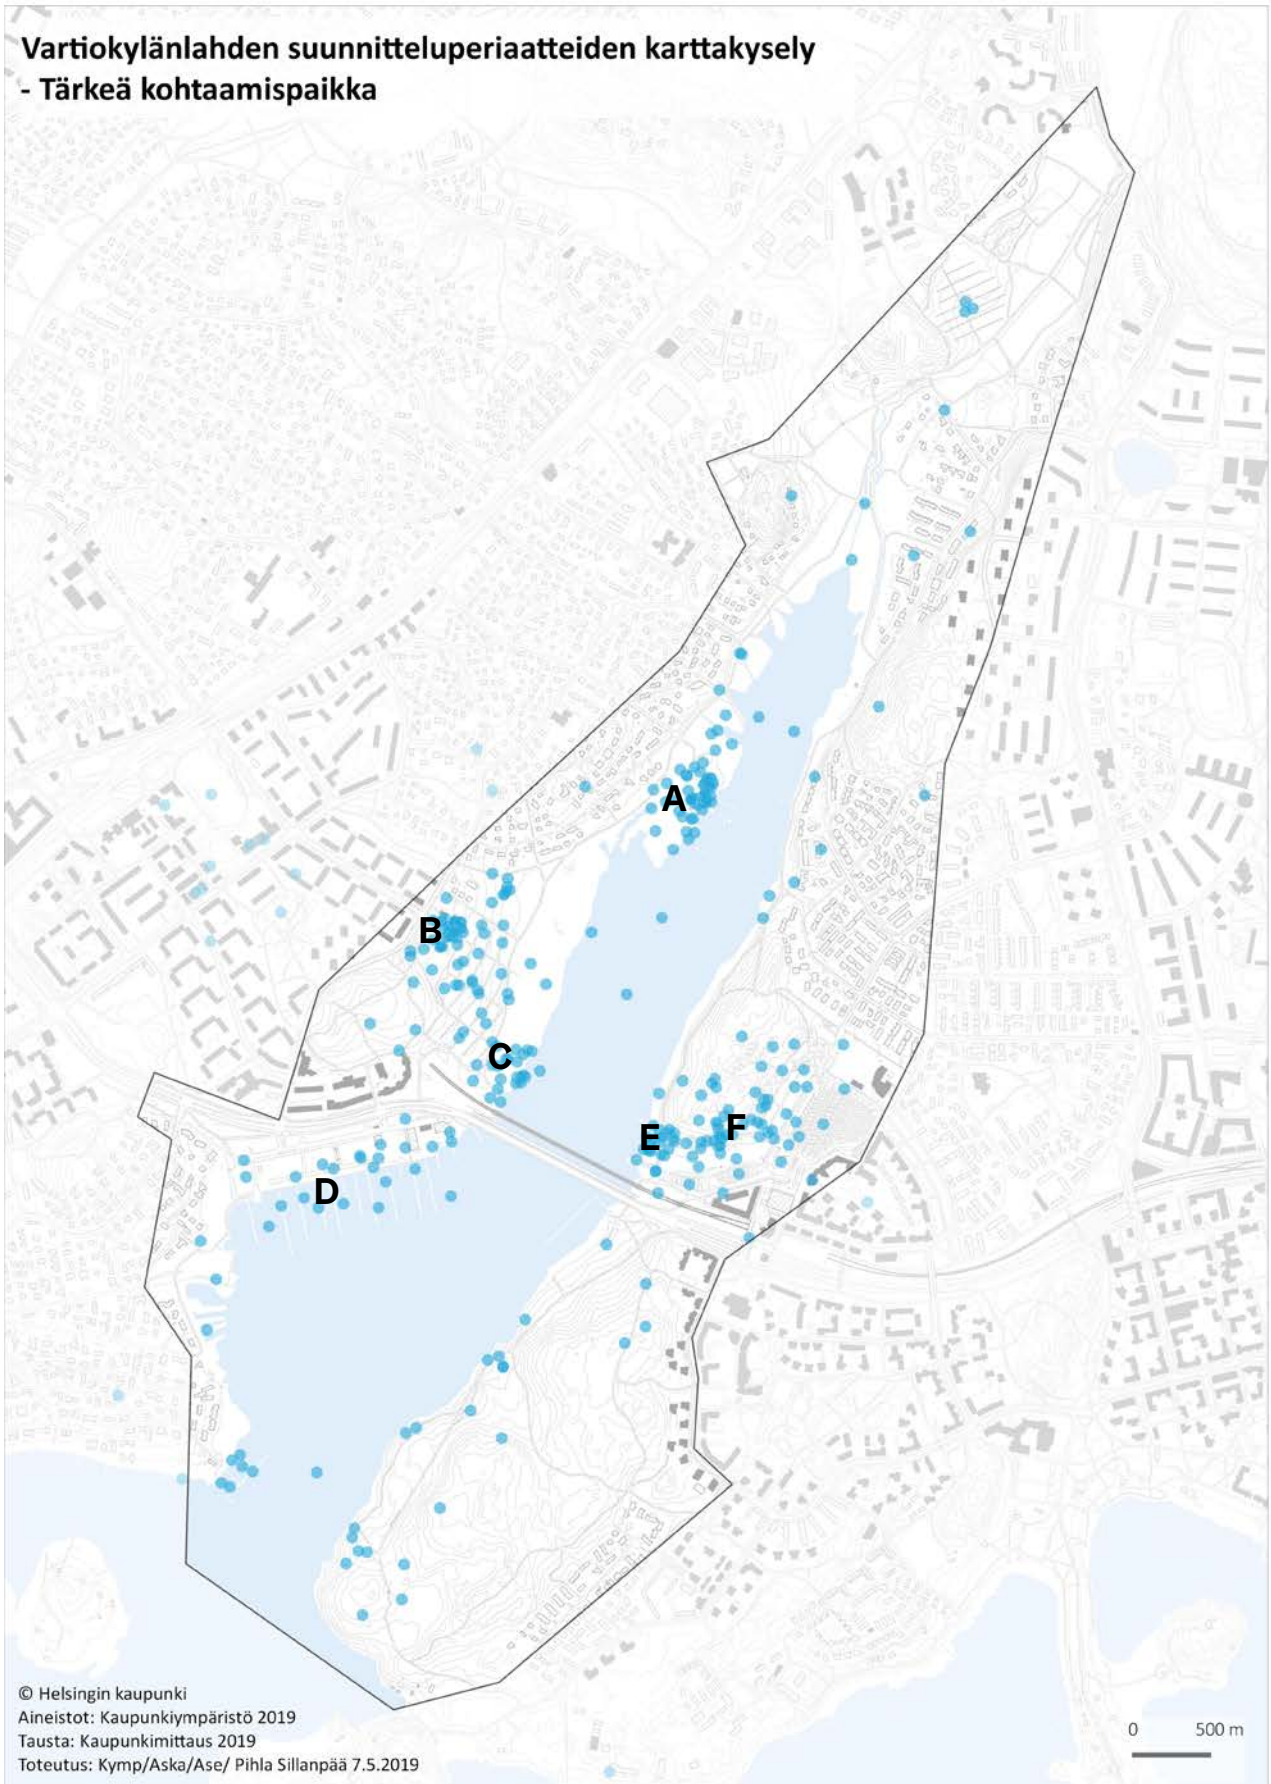 Vartiokylänlahden suunnitteluperiaatteiden karttakysely
- Tärkeä kohtaamispaikka
A
B
C
E
F
D
© Helsingin kaupunki
Aineistot: Kaupunkiympäristö 2019
Tausta: Kaupunkimittaus 2019
Toteutus: Kymp/Aska/Ase/ Pihla Sillanpää 7.5.2019
0 500 m